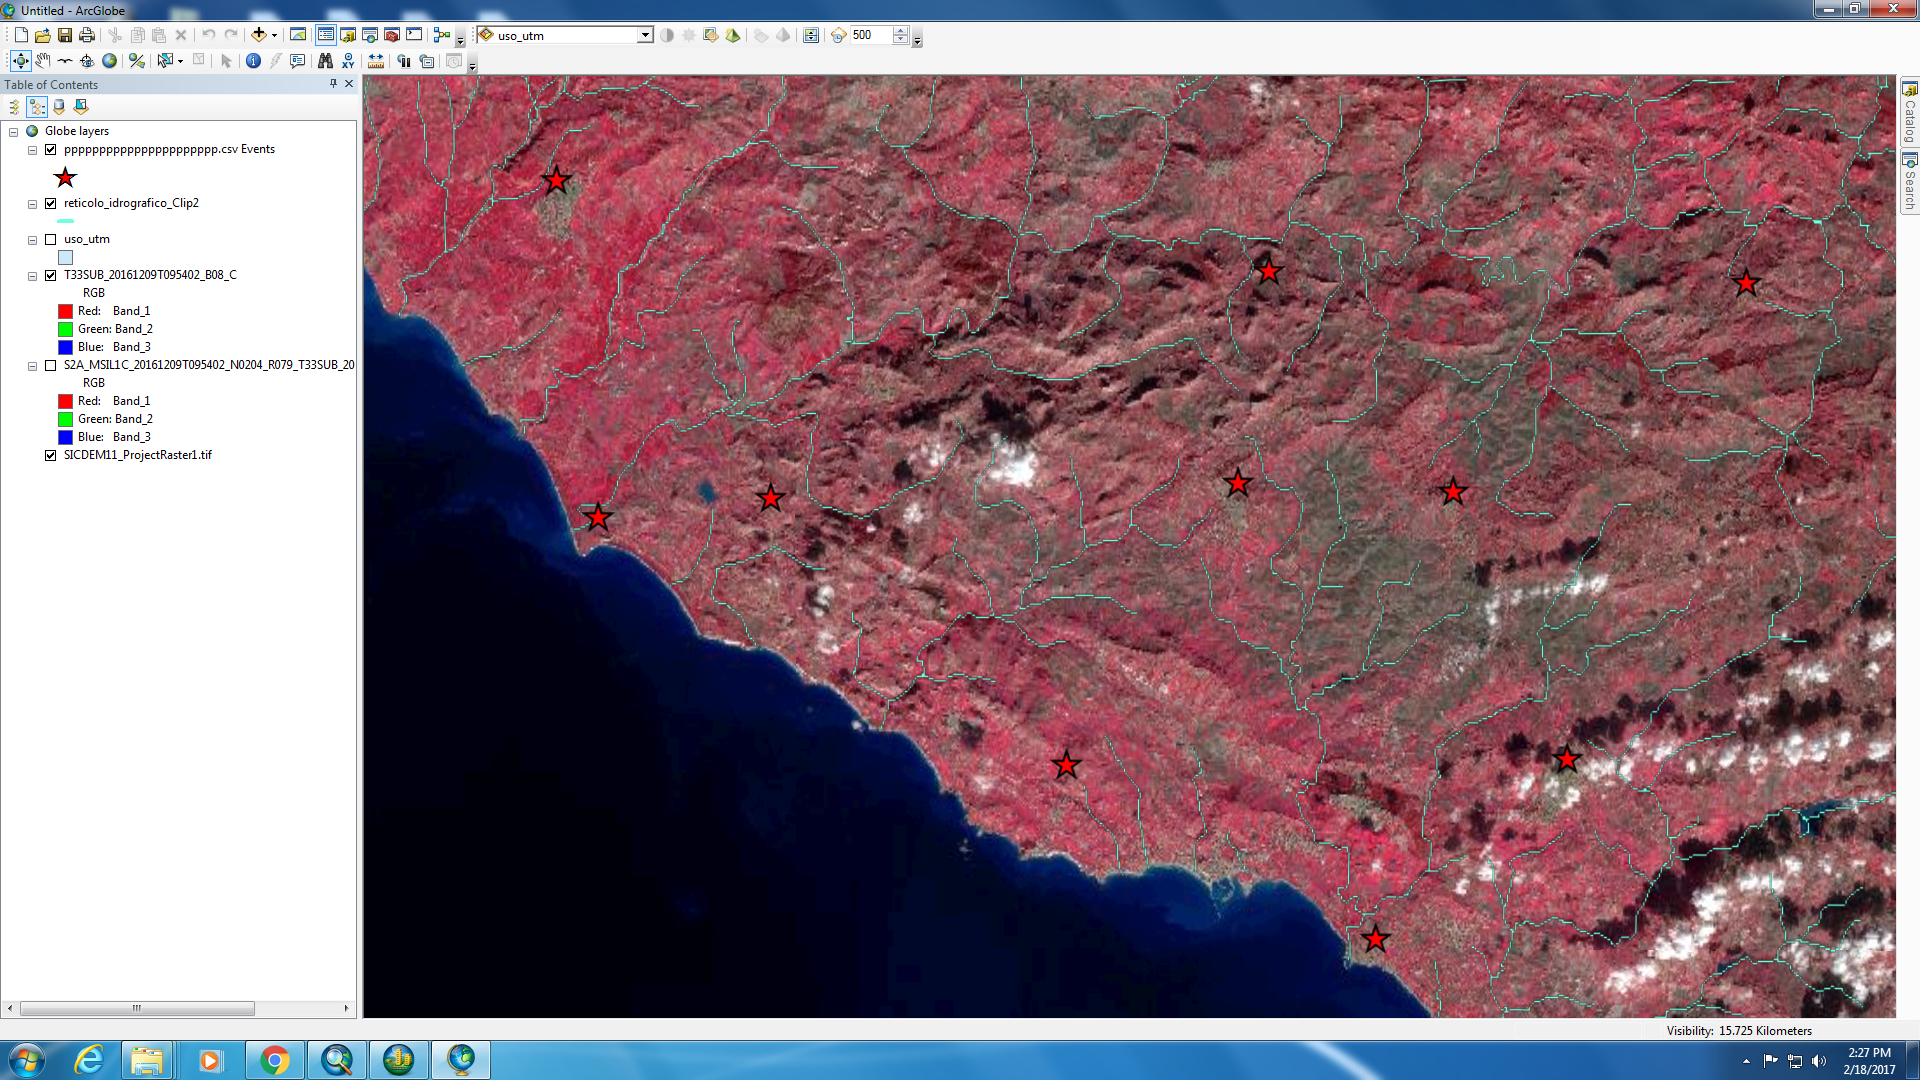 Untitled - ArcGlobe
uso_utm
500
Table of Contents
Globe layers
pppppppppppppppppppppp.csv Events
reticolo_idrografico_Clip2
uso_utm
T33SUB_20161209T095402_B08_C
RGB
Red: Band_1
Green: Band_2
Blue: Band_3
S2A_MSIL1C_20161209T095402_N0204_R079_T33SUB_20
RGB
Red: Band_1
Green: Band_2
Blue: Band_3
SICDEM11_ProjectRaster1.tif
Catalog
Search
Visibility: 15.725 Kilometers
2:27 PM
2/18/2017